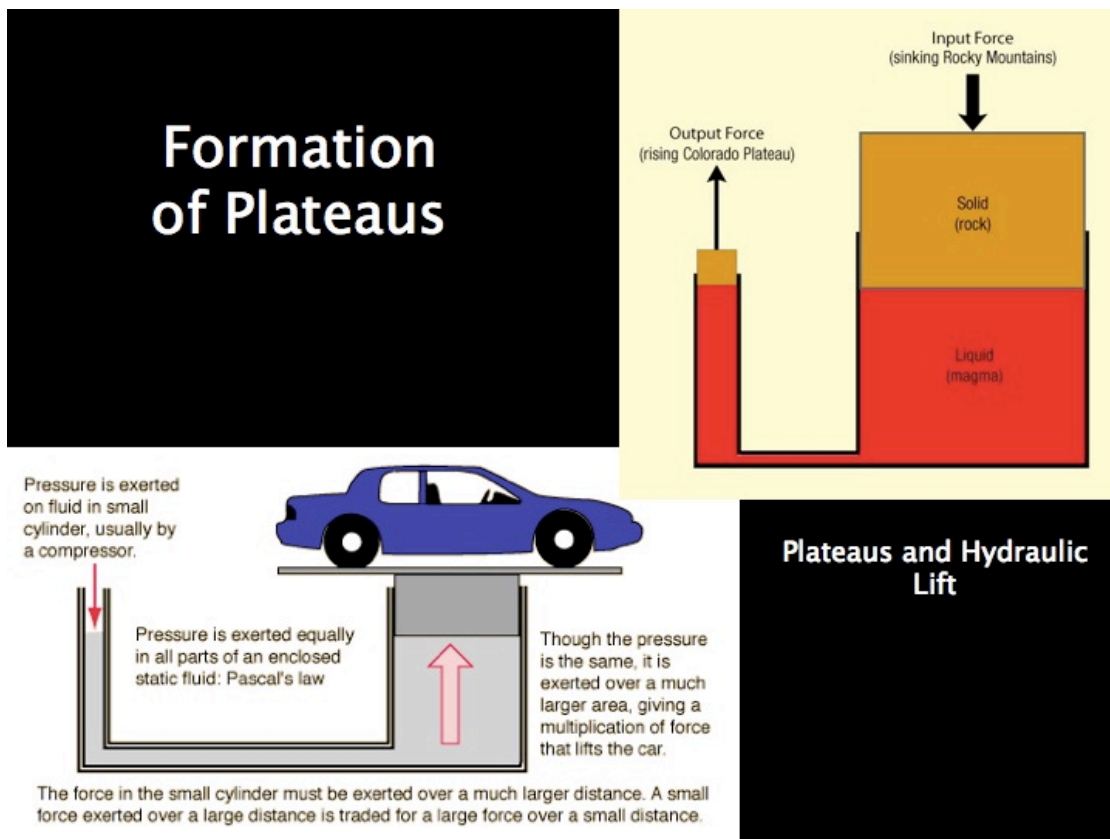 Formation
of Plateaus
Input Force
(sinking Rocky Mountains)
Output Force
(rising Colorado Plateau)
Solid
(rock)
Liquid
(magma)
Pressure is exerted
on fluid in small
cylinder, usually by
a compressor.
Pressure is exerted equally
in all parts of an enclosed
static fluid: Pascal's law
Though the pressure
is the same, it is
exerted over a much
larger area, giving a
multiplication of force
that lifts the car.
The force in the small cylinder must be exerted over a much larger distance. A small
force exerted over a large distance is traded for a large force over a small distance.
Plateaus and Hydraulic
Lift